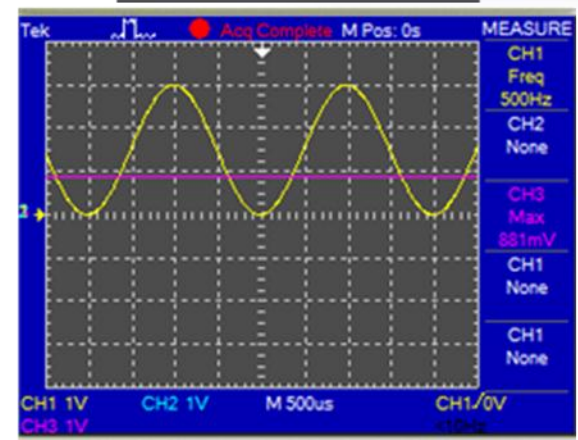 Tek Acq Complete M Pos: 0s MEASURE
CH1
Freq
500Hz
CH2
None
CH3
Max
881mV
CH1
None
CH1
None
CH1 1V CH2 1V M 500us CH1/0V
CH3 1V <10Hz